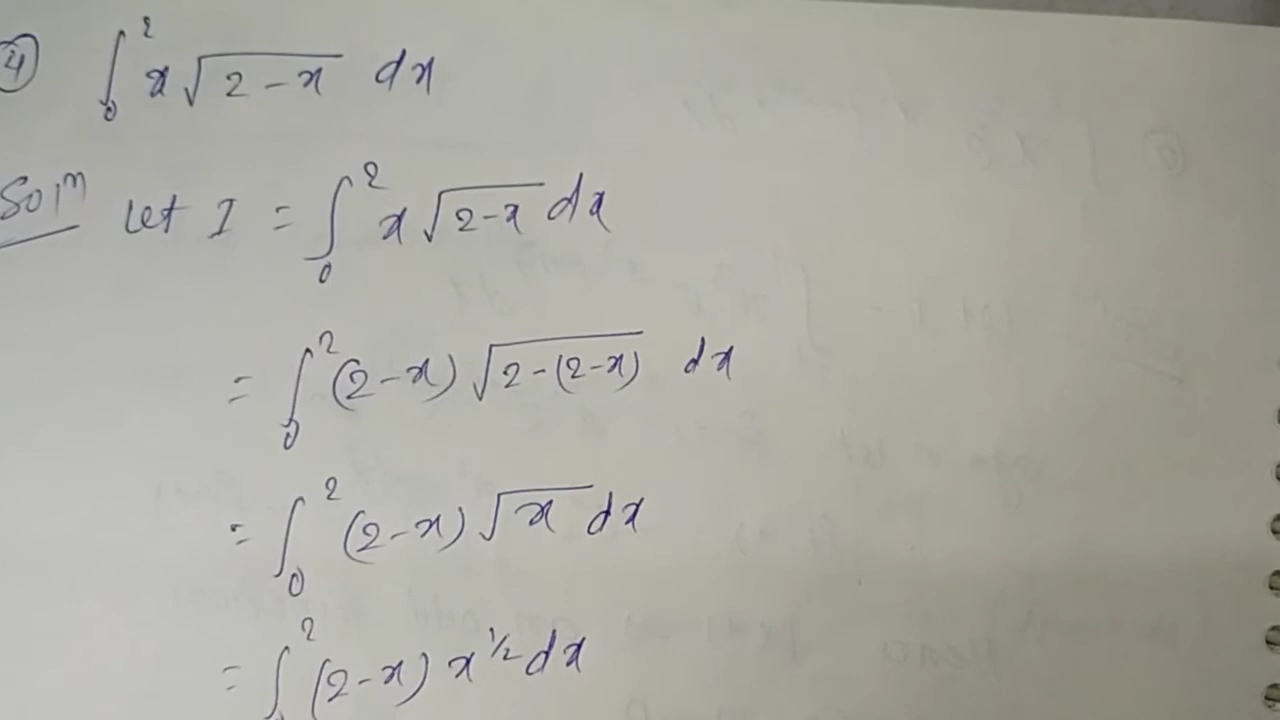 ④ ∫₀² x√(2-x) dx
Solⁿ Let I = ∫₀² x√(2-x) dx
= ∫₀² (2-x) √(2-(2-x)) dx
= ∫₀² (2-x) √x dx
= ∫ ² (2-x) x^1/2 dx